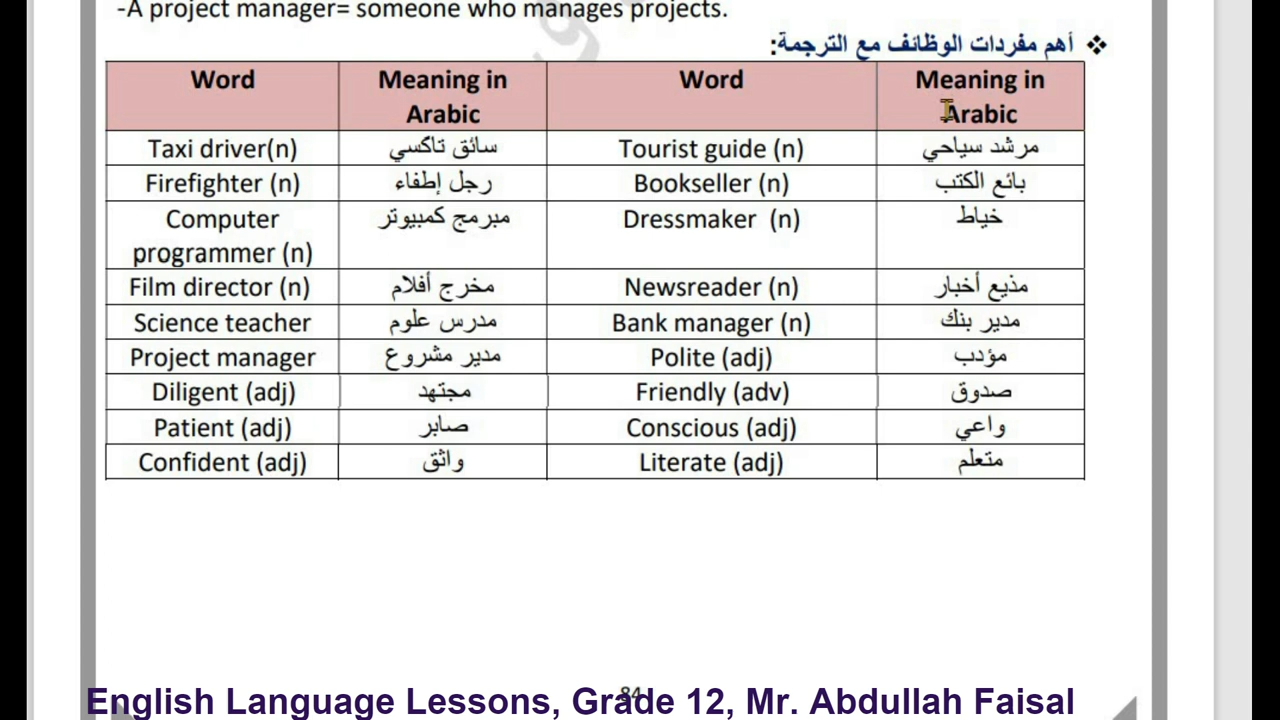 -A project manager= someone who manages projects.
❖ أهم مفردات الوظائف مع الترجمة:
Word Meaning in Arabic Word Meaning in Arabic
Taxi driver(n) سائق تاكسي Tourist guide (n) مرشد سياحي
Firefighter (n) رجل إطفاء Bookseller (n) بائع الكتب
Computer programmer (n) مبرمج كمبيوتر Dressmaker (n) خياط
Film director (n) مخرج أفلام Newsreader (n) مذيع أخبار
Science teacher مدرس علوم Bank manager (n) مدير بنك
Project manager مدير مشروع Polite (adj) مؤدب
Diligent (adj) مجتهد Friendly (adv) صدوق
Patient (adj) صابر Conscious (adj) واعي
Confident (adj) واثق Literate (adj) متعلم
84
English Language Lessons, Grade 12, Mr. Abdullah Faisal